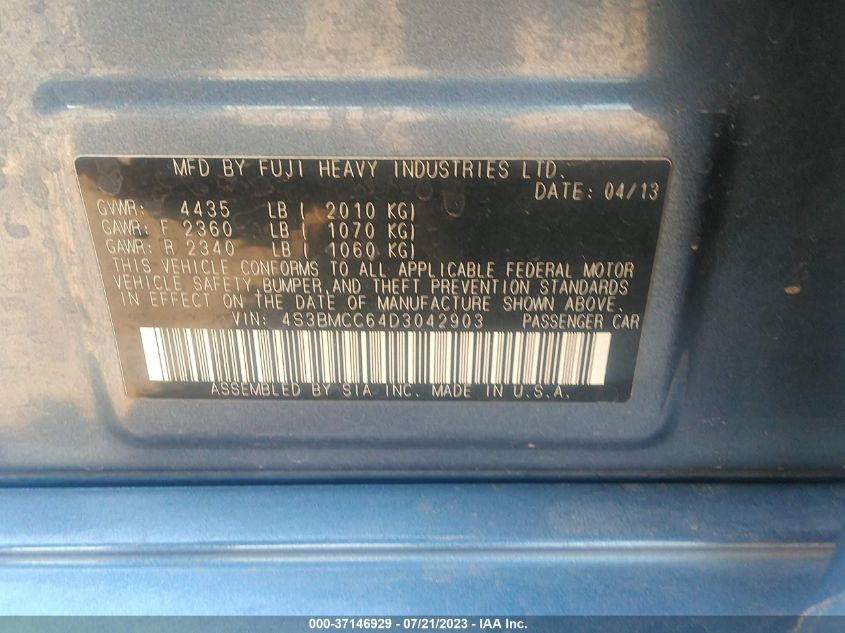 MFD BY FUJI HEAVY INDUSTRIES LTD.
DATE: 04/13
GVWR: 4435 LB ( 2010 KG)
GAWR: F 2360 LB ( 1070 KG)
GAWR: R 2340 LB ( 1060 KG)
THIS VEHICLE CONFORMS TO ALL APPLICABLE FEDERAL MOTOR
VEHICLE SAFETY, BUMPER, AND THEFT PREVENTION STANDARDS
IN EFFECT ON THE DATE OF MANUFACTURE SHOWN ABOVE.
VIN: 4S3BMCC64D3042903 PASSENGER CAR
ASSEMBLED BY SIA INC. MADE IN U.S.A.
000-37146929 - 07/21/2023 - IAA Inc.